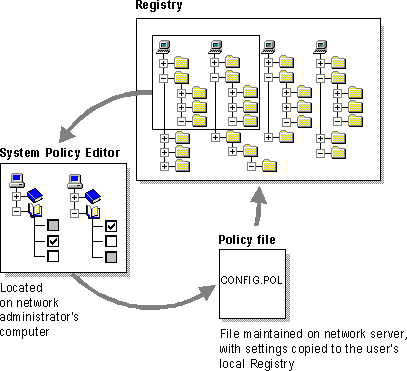 Registry
System Policy Editor
Located
on network
administrator's
computer
Policy file
CONFIG.POL
File maintained on network server,
with settings copied to the user's
local Registry